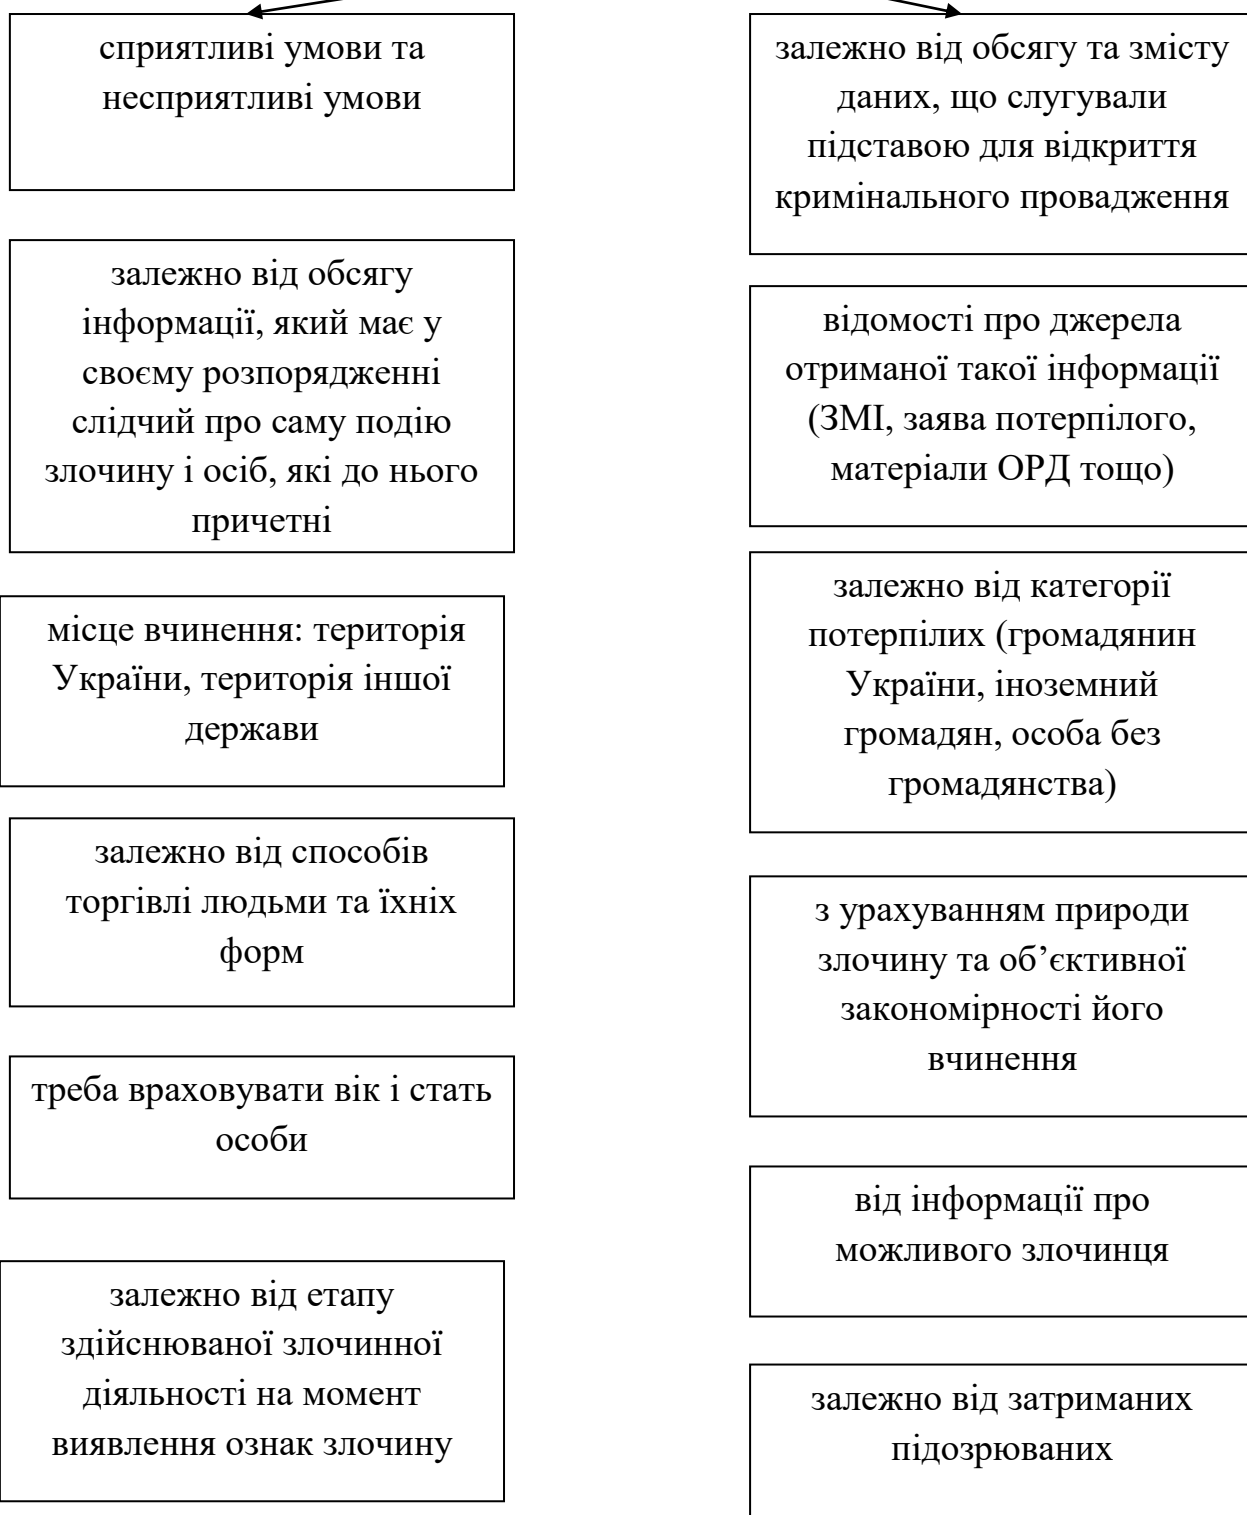 сприятливі умови та
несприятливі умови
залежно від обсягу
інформації, який має у
своєму розпорядженні
слідчий про саму подію
злочину і осіб, які до нього
причетні
місце вчинення: територія
України, територія іншої
держави
залежно від способів
торгівлі людьми та їхніх
форм
треба враховувати вік і стать
особи
залежно від етапу
здійснюваної злочинної
діяльності на момент
виявлення ознак злочину
залежно від обсягу та змісту
даних, що слугували
підставою для відкриття
кримінального провадження
відомості про джерела
отриманої такої інформації
(ЗМІ, заява потерпілого,
матеріали ОРД тощо)
залежно від категорії
потерпілих (громадянин
України, іноземний
громадян, особа без
громадянства)
з урахуванням природи
злочину та об’єктивної
закономірності його
вчинення
від інформації про
можливого злочинця
залежно від затриманих
підозрюваних